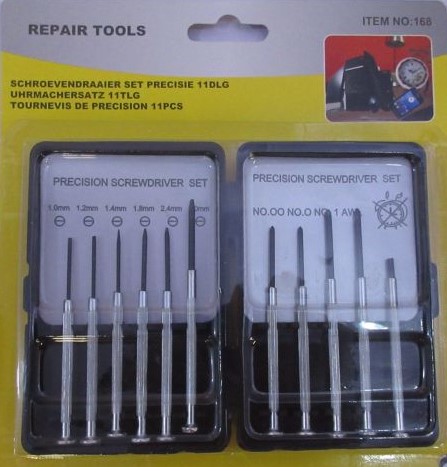 REPAIR TOOLS
ITEM NO:168
SCHROEVENDRAAIER SET PRECISIE 11DLG
UHRMACHERSATZ 11TLG
TOURNEVIS DE PRECISION 11PCS
PRECISION SCREWDRIVER SET
1.0mm 1.2mm 1.4mm 1.8mm 2.4mm
PRECISION SCREWDRIVER SET
NO.OO NO.O NO. 1